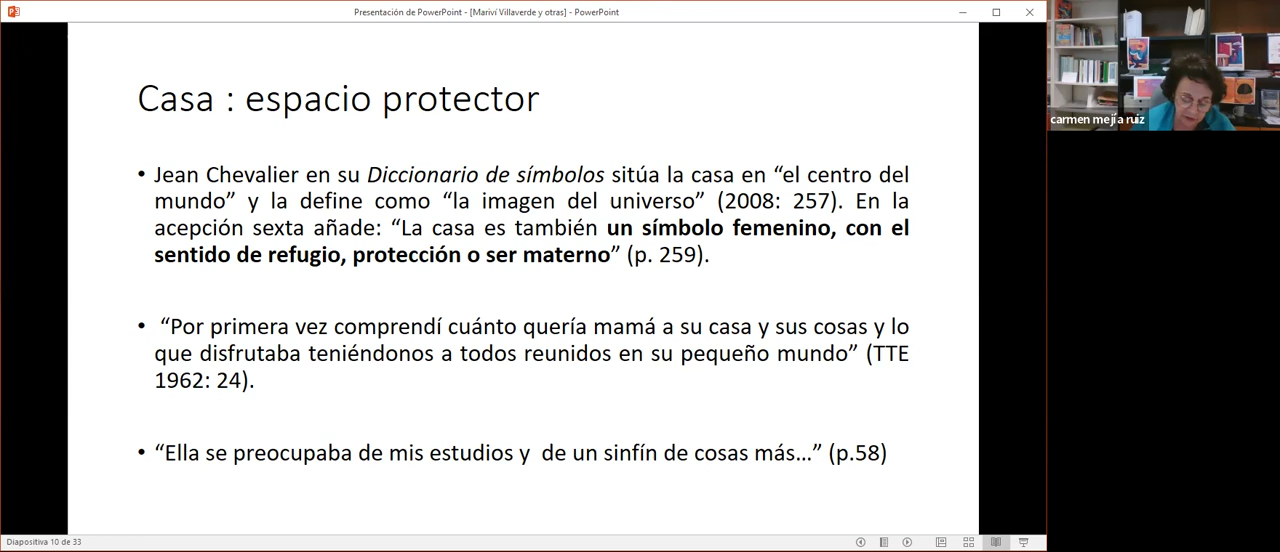 Presentación de PowerPoint - [Mariví Villaverde y otras] - PowerPoint
Casa : espacio protector
• Jean Chevalier en su Diccionario de símbolos sitúa la casa en “el centro del
mundo” y la define como “la imagen del universo” (2008: 257). En la
acepción sexta añade: “La casa es también un símbolo femenino, con el
sentido de refugio, protección o ser materno” (p. 259).
• “Por primera vez comprendí cuánto quería mamá a su casa y sus cosas y lo
que disfrutaba teniéndonos a todos reunidos en su pequeño mundo” (TTE
1962: 24).
• “Ella se preocupaba de mis estudios y  de un sinfín de cosas más…” (p.58)
Diapositiva 10 de 33
carmen mejía ruiz